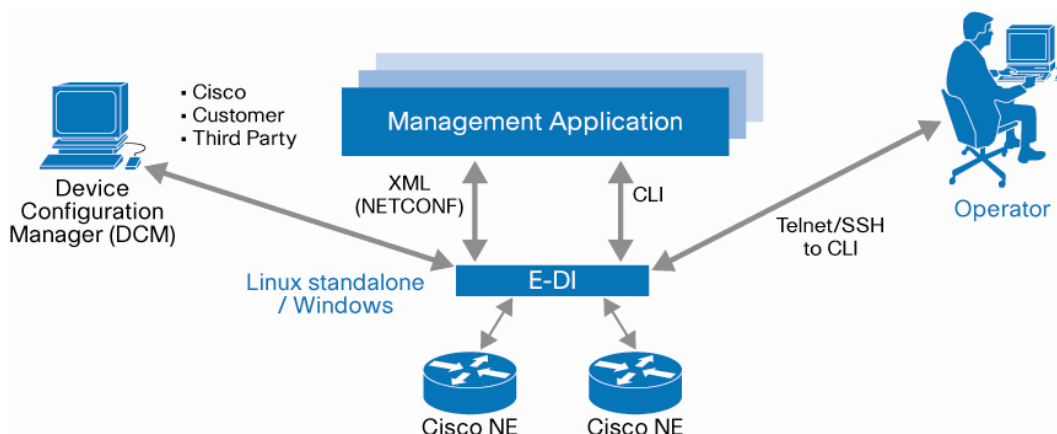 ▪ Cisco
▪ Customer
▪ Third Party
Management Application
Device
Configuration
Manager (DCM)
XML
(NETCONF)
CLI
Telnet/SSH
to CLI
Operator
Linux standalone
/ Windows
E-DI
Cisco NE
Cisco NE